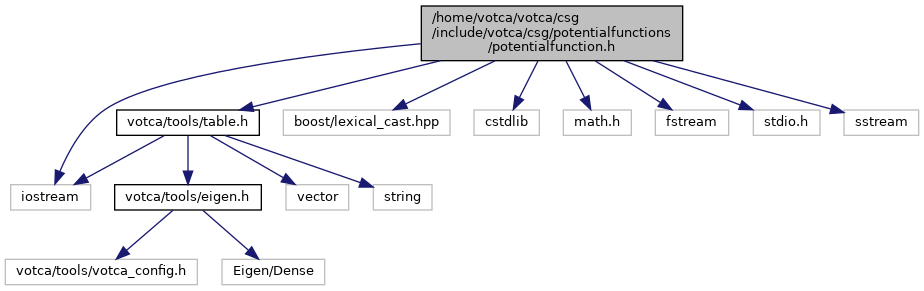 /home/votca/votca/csg
/include/votca/csg/potentialfunctions
/potentialfunction.h
votca/tools/table.h
boost/lexical_cast.hpp
cstdlib
math.h
fstream
stdio.h
sstream
iostream
votca/tools/eigen.h
vector
string
votca/tools/votca_config.h
Eigen/Dense